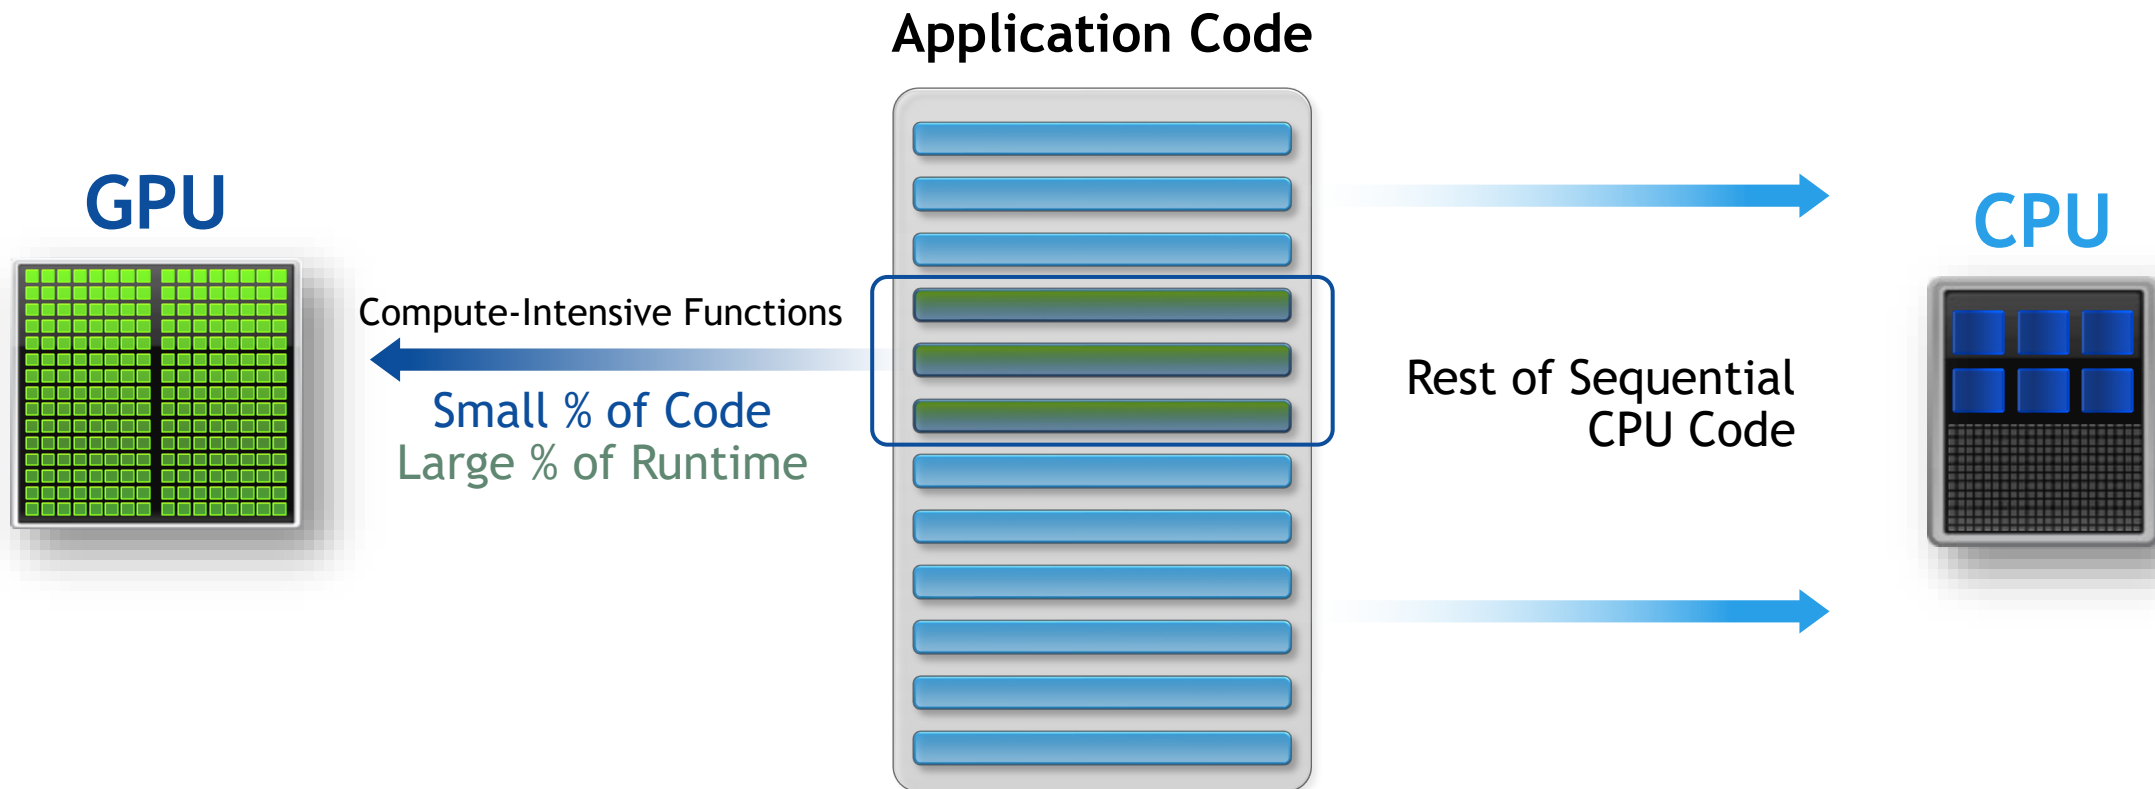 Application Code
GPU
Compute-Intensive Functions
Small % of Code
Large % of Runtime
Rest of Sequential
CPU Code
CPU